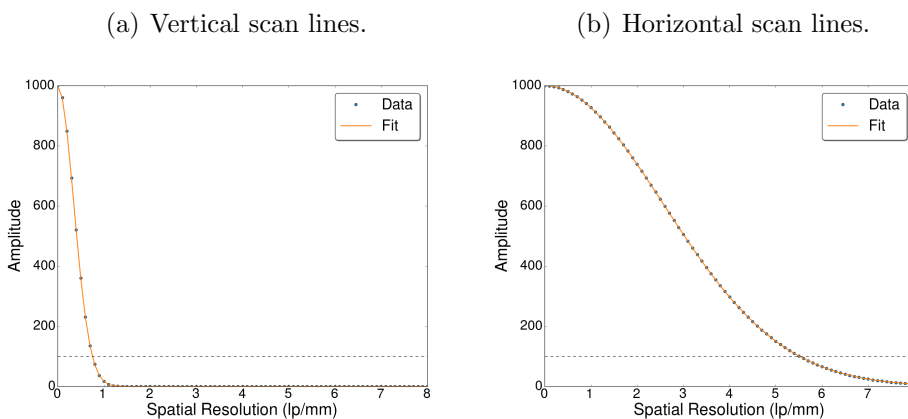 (a) Vertical scan lines.
1000
800
600
400
200
0
Amplitude
0 1 2 3 4 5 6 7 8
Spatial Resolution (lp/mm)
Data
Fit
(b) Horizontal scan lines.
1000
800
600
400
200
0
Amplitude
0 1 2 3 4 5 6 7
Spatial Resolution (lp/mm)
Data
Fit